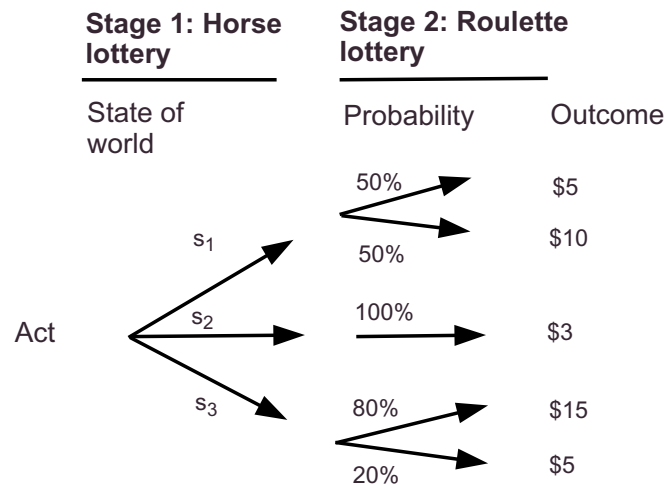 Stage 1: Horse
lottery
Stage 2: Roulette
lottery
State of
world
Probability
Outcome
50%
$5
s1
$10
50%
Act
s2
100%
$3
s3
80%
$15
20%
$5